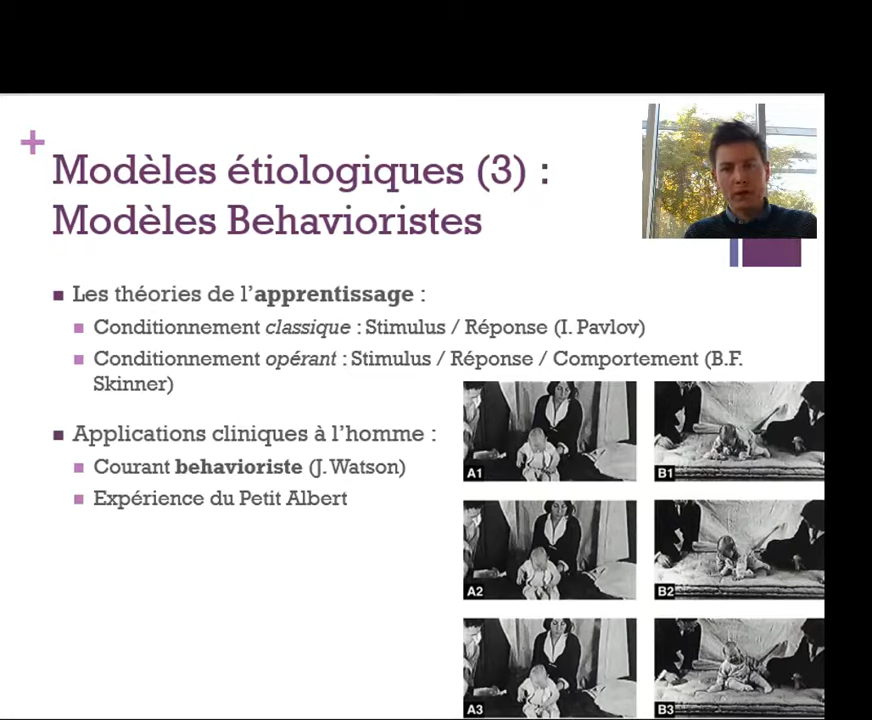 Modèles étiologiques (3) :
Modèles Behavioristes
Les théories de l'apprentissage :
Conditionnement classique : Stimulus / Réponse (I. Pavlov)
Conditionnement opérant : Stimulus / Réponse / Comportement (B.F.
Skinner)
Applications cliniques à l'homme :
Courant behavioriste (J. Watson)
Expérience du Petit Albert
A1
B1
A2
B2
A3
B3